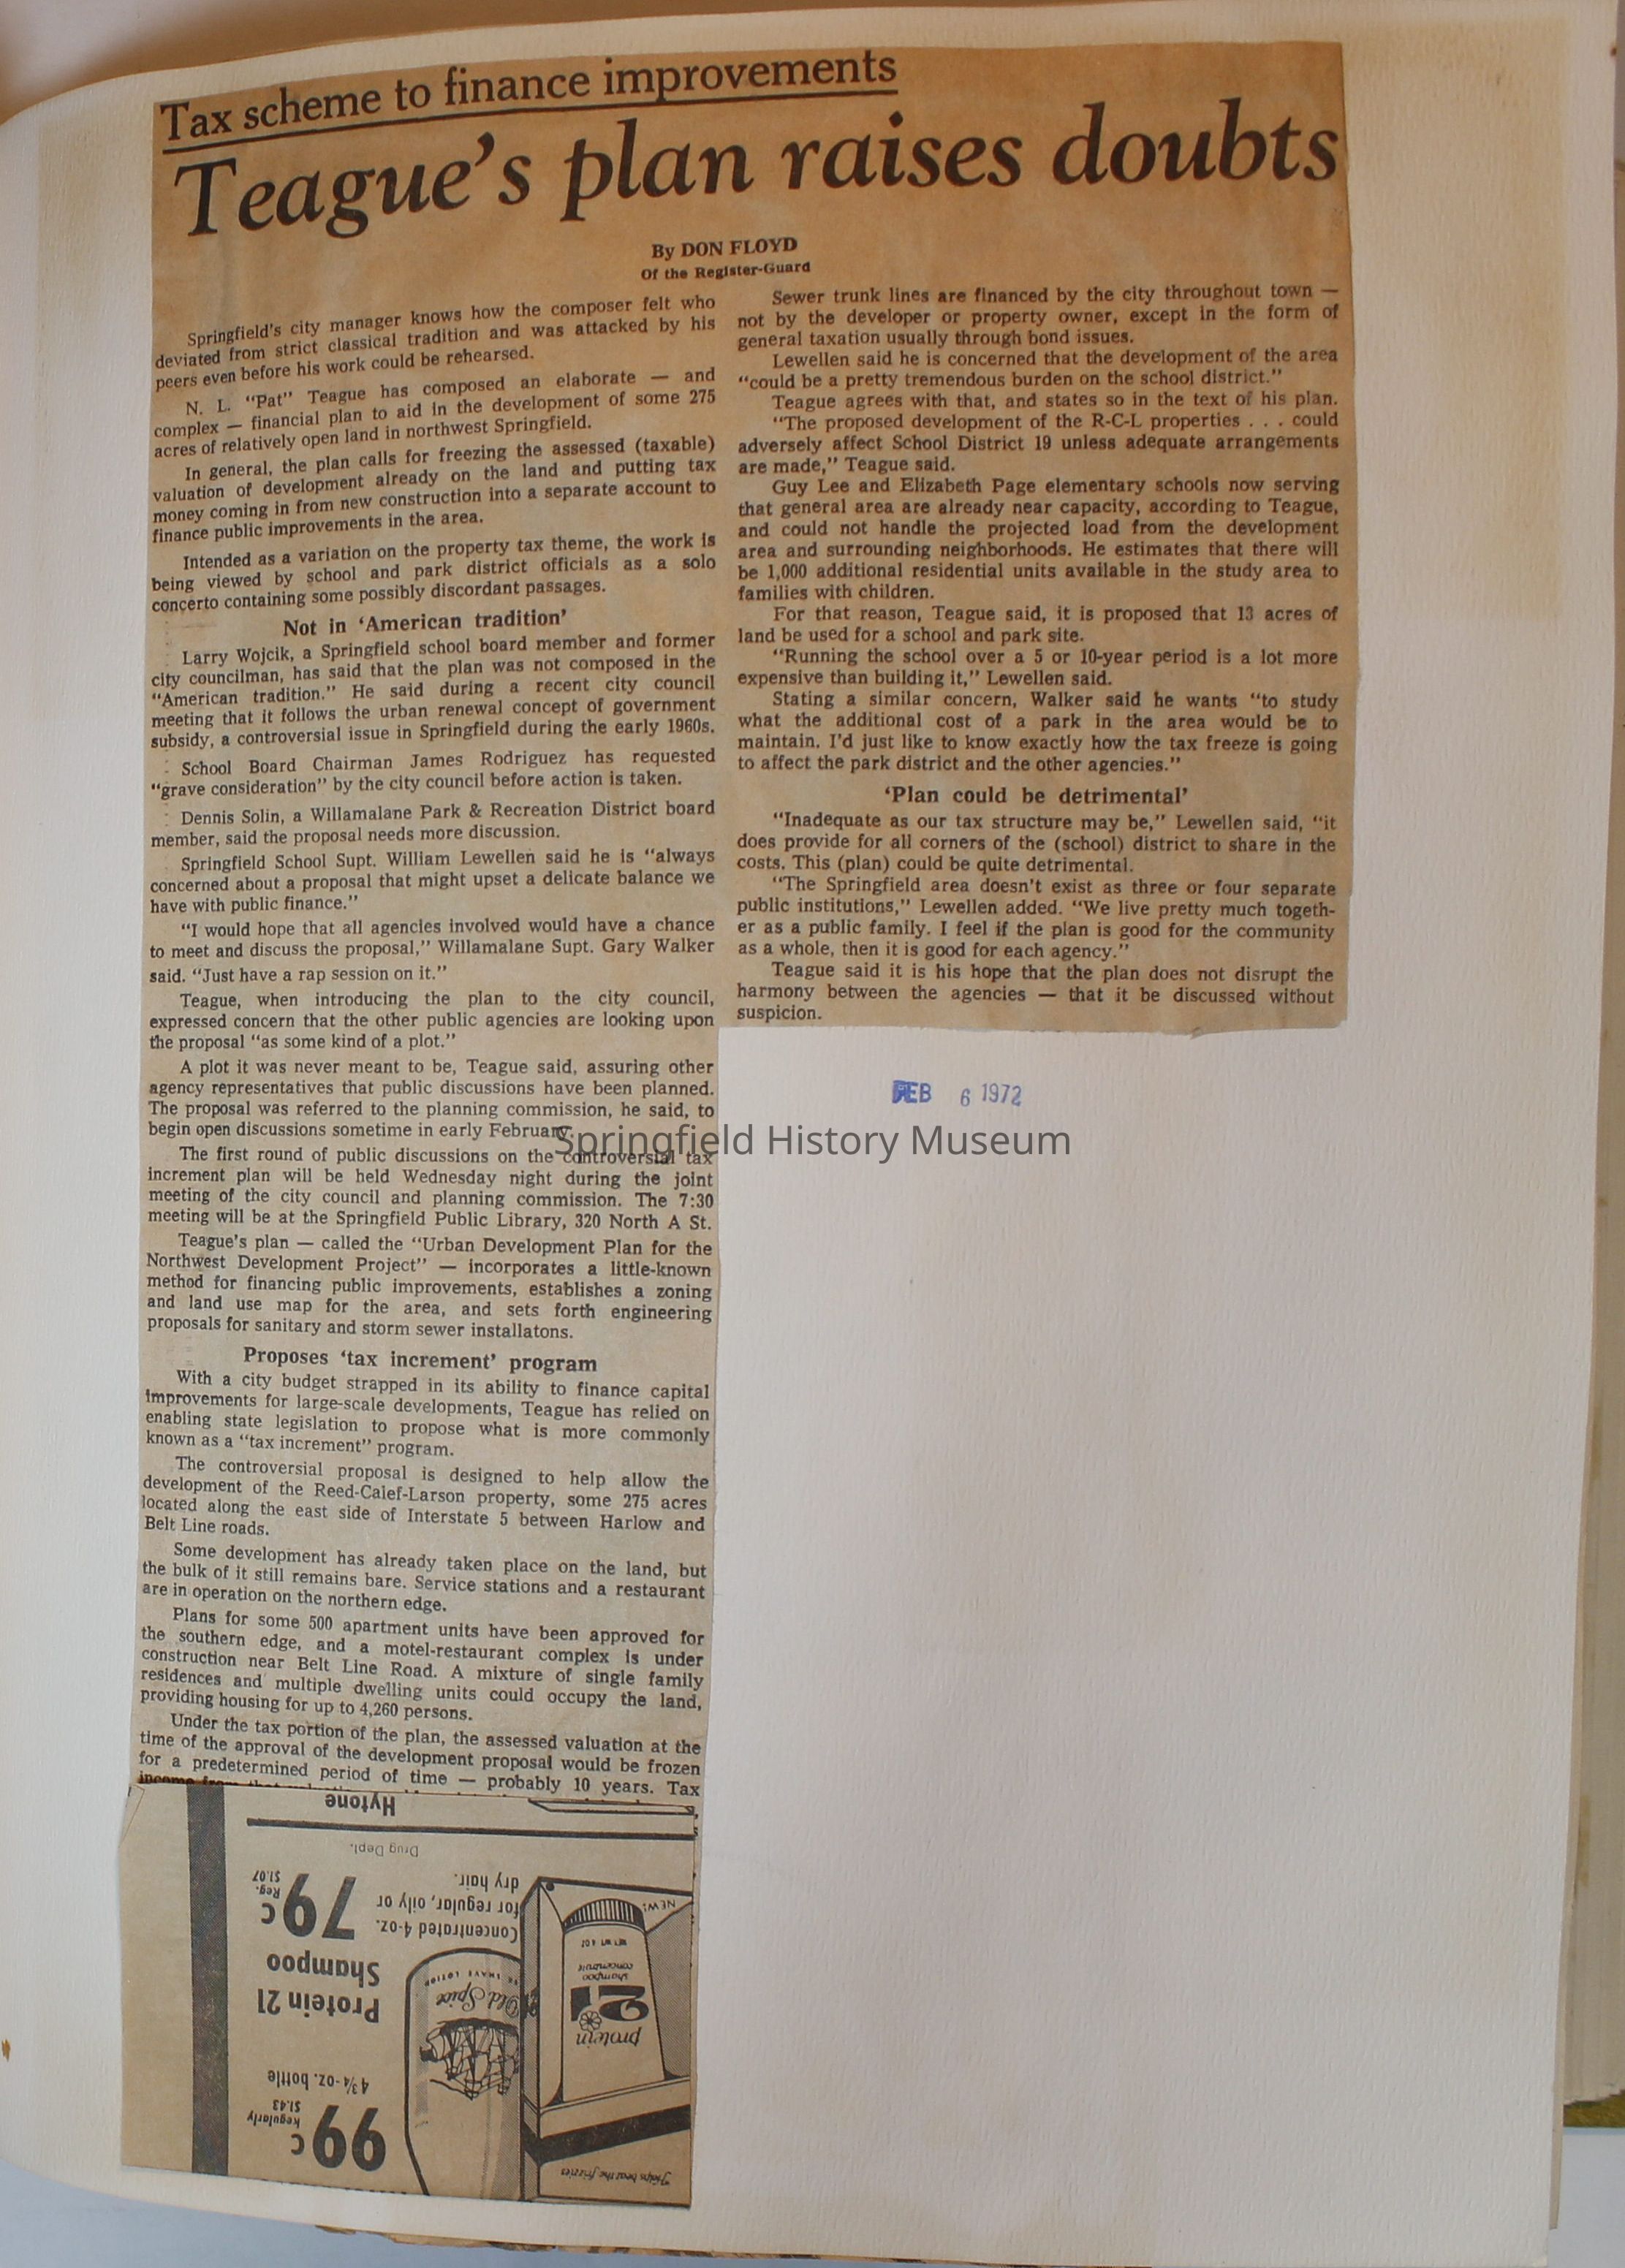 Tax scheme to finance improvements
Teague's plan raises doubts
By DON FLOYD
Of the Register-Guard
Springfield's city manager knows how the composer felt who
deviated from strict classical tradition and was attacked by his
peers even before his work could be rehearsed.
N. L. "Pat" Teague has composed an elaborate — and
complex — financial plan to aid in the development of some 275
acres of relatively open land in northwest Springfield.
In general, the plan calls for freezing the assessed (taxable)
valuation of development already on the land and putting tax
money coming in from new construction into a separate account to
finance public improvements in the area.
Intended as a variation on the property tax theme, the work is
being viewed by school and park district officials as a solo
concerto containing some possibly discordant passages.
Not in 'American tradition'
Larry Wojcik, a Springfield school board member and former
city councilman, has said that the plan was not composed in the
"American tradition." He said during a recent city council
meeting that it follows the urban renewal concept of government
subsidy, a controversial issue in Springfield during the early 1960s.
School Board Chairman James Rodriguez has requested
"grave consideration" by the city council before action is taken.
Dennis Solin, a Willamalane Park & Recreation District board
member, said the proposal needs more discussion.
Springfield School Supt. William Lewellen said he is "always
concerned about a proposal that might upset a delicate balance we
have with public finance."
"I would hope that all agencies involved would have a chance
to meet and discuss the proposal," Willamalane Supt. Gary Walker
said. "Just have a rap session on it."
Teague, when introducing the plan to the city council,
expressed concern that the other public agencies are looking upon
the proposal "as some kind of a plot."
A plot it was never meant to be, Teague said, assuring other
agency representatives that public discussions have been planned.
The proposal was referred to the planning commission, he said, to
begin open discussions sometime in early February.
The first round of public discussions on the controversial tax
increment plan will be held Wednesday night during the joint
meeting of the city council and planning commission. The 7:30
meeting will be at the Springfield Public Library, 320 North A St.
Teague's plan — called the "Urban Development Plan for the
Northwest Development Project" — incorporates a little-known
method for financing public improvements, establishes a zoning
and land use map for the area, and sets forth engineering
proposals for sanitary and storm sewer installatons.
Proposes 'tax increment' program
With a city budget strapped in its ability to finance capital
improvements for large-scale developments, Teague has relied on
enabling state legislation to propose what is more commonly
known as a "tax increment" program.
The controversial proposal is designed to help allow the
development of the Reed-Calef-Larson property, some 275 acres
located along the east side of Interstate 5 between Harlow and
Belt Line roads.
Some development has already taken place on the land, but
the bulk of it still remains bare. Service stations and a restaurant
are in operation on the northern edge.
Plans for some 500 apartment units have been approved for
the southern edge, and a motel-restaurant complex is under
construction near Belt Line Road. A mixture of single family
residences and multiple dwelling units could occupy the land,
providing housing for up to 4,260 persons.
Under the tax portion of the plan, the assessed valuation at the
time of the approval of the development proposal would be frozen
for a predetermined period of time — probably 10 years. Tax
Sewer trunk lines are financed by the city throughout town —
not by the developer or property owner, except in the form of
general taxation usually through bond issues.
Lewellen said he is concerned that the development of the area
"could be a pretty tremendous burden on the school district."
Teague agrees with that, and states so in the text of his plan.
"The proposed development of the R-C-L properties . . . could
adversely affect School District 19 unless adequate arrangements
are made," Teague said.
Guy Lee and Elizabeth Page elementary schools now serving
that general area are already near capacity, according to Teague,
and could not handle the projected load from the development
area and surrounding neighborhoods. He estimates that there will
be 1,000 additional residential units available in the study area to
families with children.
For that reason, Teague said, it is proposed that 13 acres of
land be used for a school and park site.
"Running the school over a 5 or 10-year period is a lot more
expensive than building it," Lewellen said.
Stating a similar concern, Walker said he wants "to study
what the additional cost of a park in the area would be to
maintain. I'd just like to know exactly how the tax freeze is going
to affect the park district and the other agencies."
'Plan could be detrimental'
"Inadequate as our tax structure may be," Lewellen said, "it
does provide for all corners of the (school) district to share in the
costs. This (plan) could be quite detrimental.
"The Springfield area doesn't exist as three or four separate
public institutions," Lewellen added. "We live pretty much togeth-
er as a public family. I feel if the plan is good for the community
as a whole, then it is good for each agency."
Teague said it is his hope that the plan does not disrupt the
harmony between the agencies — that it be discussed without
suspicion.
FEB 6 1972
Springfield History Museum
99c
Regularly
$1.43
4¾-oz. bottle
"Helps beat the frizzies
Protein 21
Shampoo
protein
21
shampoo
concentrate
NET WT 4 OZ
NEW!
Old Spice
Concentrated 4-oz.
for regular, oily or
dry hair.
79c
Reg.
$1.07
Drug Dept.
Hytone